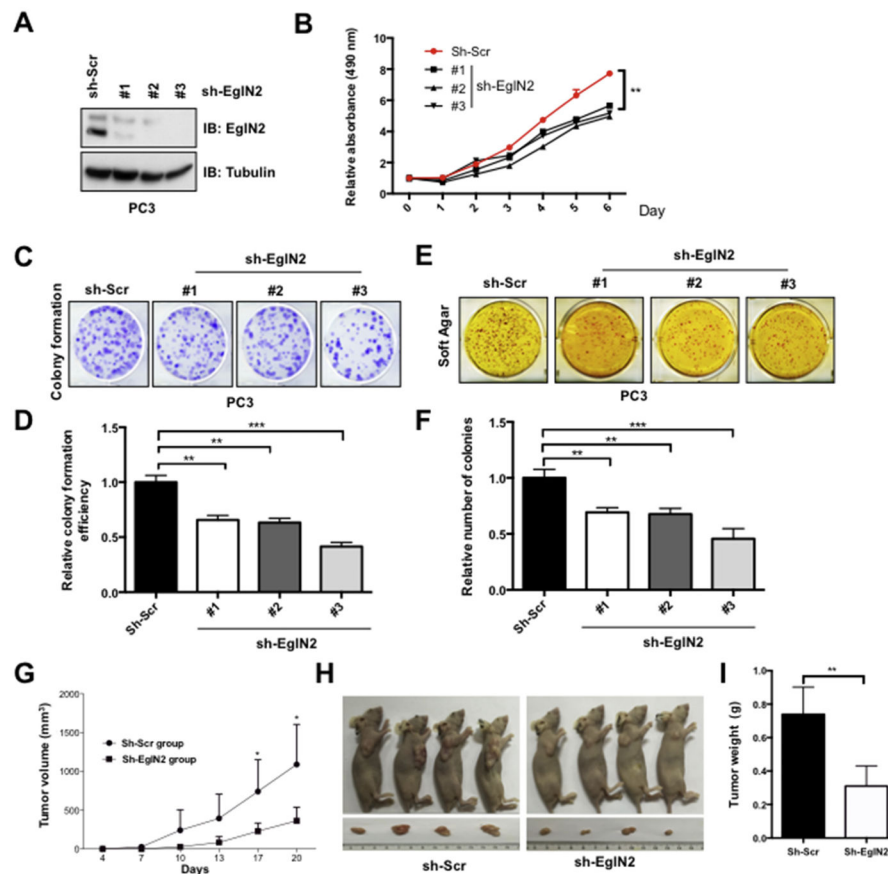 A
sh-Scr
#1 #2 #3 sh-EglN2
IB: EglN2
IB: Tubulin
PC3
B
Relative absorbance (490 nm)
10
8
6
4
2
0
Sh-Scr
#1
#2 sh-EglN2
#3
**
0 1 2 3 4 5 6 Day
C
sh-EglN2
sh-Scr #1 #2 #3
Colony formation
PC3
D
Relative colony formation
efficiency
1.5
1.0
0.5
0.0
***
**
**
Sh-Scr #1 #2 #3
sh-EglN2
E
sh-EglN2
sh-Scr #1 #2 #3
Soft Agar
PC3
F
Relative number of colonies
1.5
1.0
0.5
0.0
***
**
**
Sh-Scr #1 #2 #3
sh-EglN2
G
Tumor volume (mm³)
2000
1500
1000
500
0
Sh-Scr group
Sh-EglN2 group
* *
4 7 10 13 17 20
Days
H
sh-Scr sh-EglN2
I
Tumor weight (g)
1.0
0.8
0.6
0.4
0.2
0.0
**
Sh-Scr Sh-EglN2